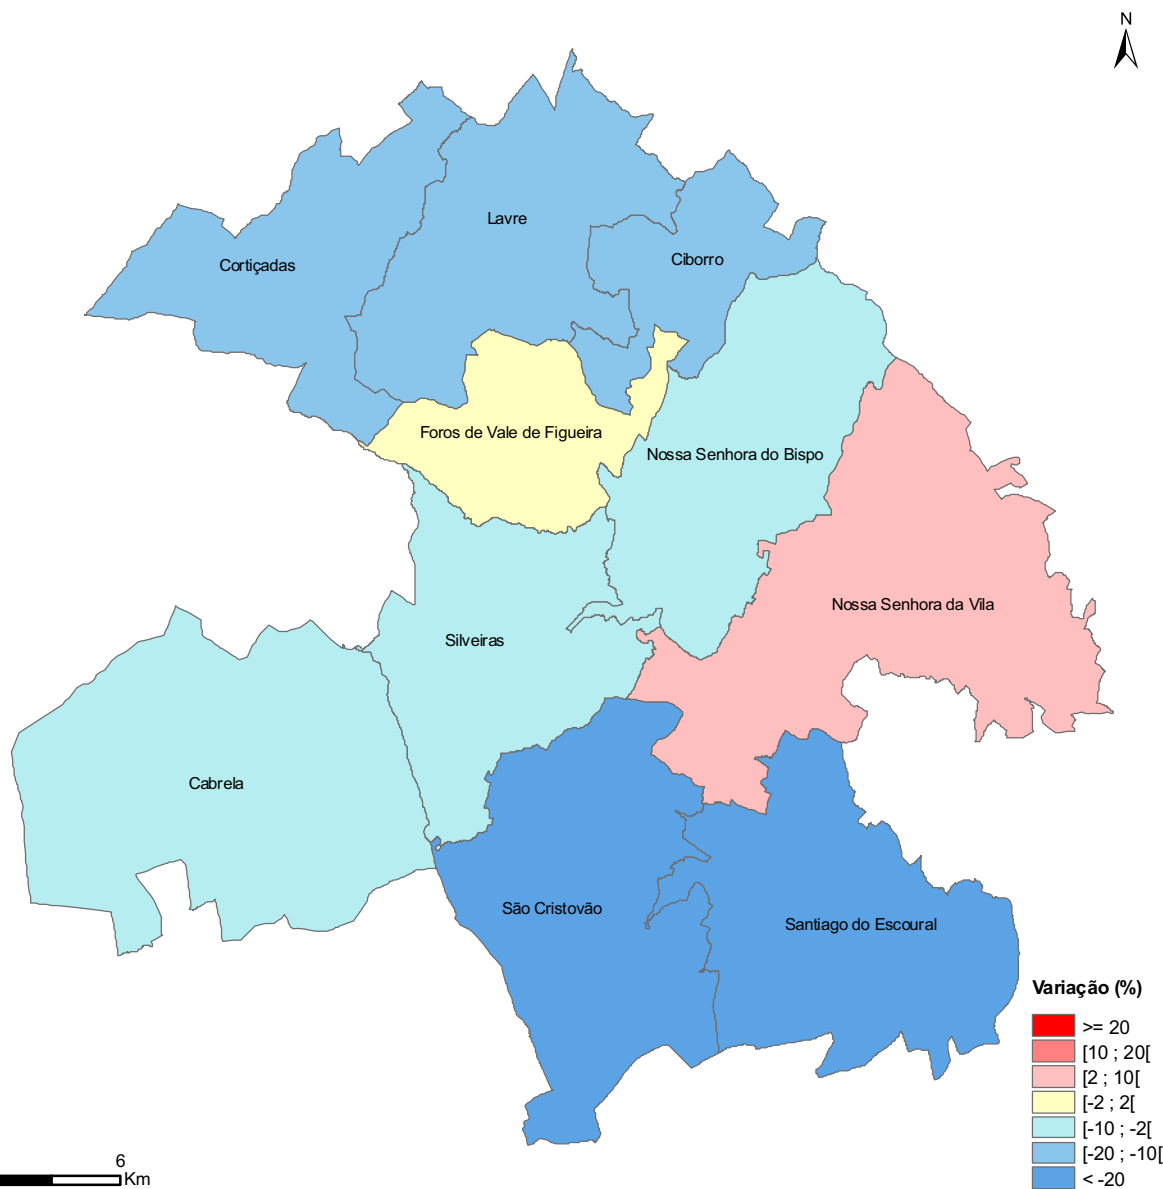 N
Lavre
Cortiçadas
Ciborro
Foros de Vale de Figueira
Nossa Senhora do Bispo
Nossa Senhora da Vila
Silveiras
Cabrela
São Cristovão
Santiago do Escoural
Variação (%)
>= 20
[10 ; 20[
[2 ; 10[
[-2 ; 2[
[-10 ; -2[
[-20 ; -10[
< -20
6
Km